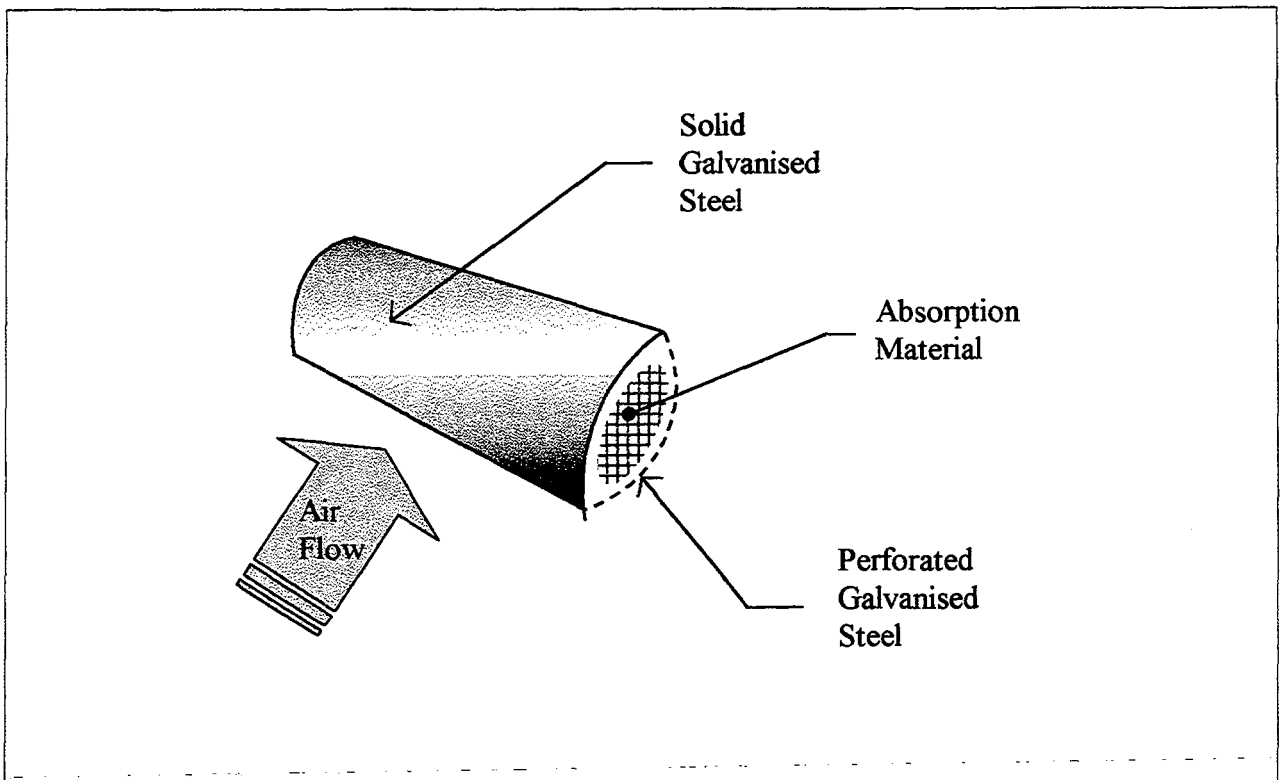 Solid
Galvanised
Steel
Absorption
Material
Air
Flow
Perforated
Galvanised
Steel